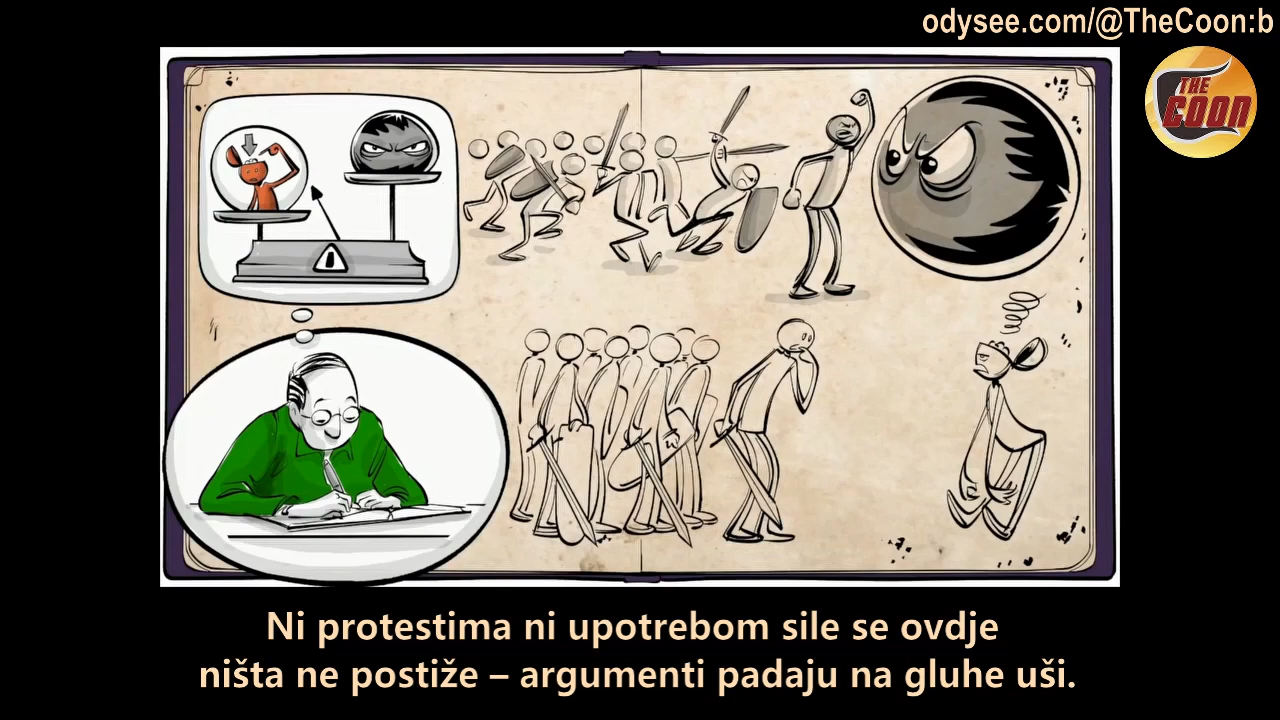 odysee.com/@TheCoon:b
THE
COON
Ni protestima ni upotrebom sile se ovdje
ništa ne postiže – argumenti padaju na gluhe uši.